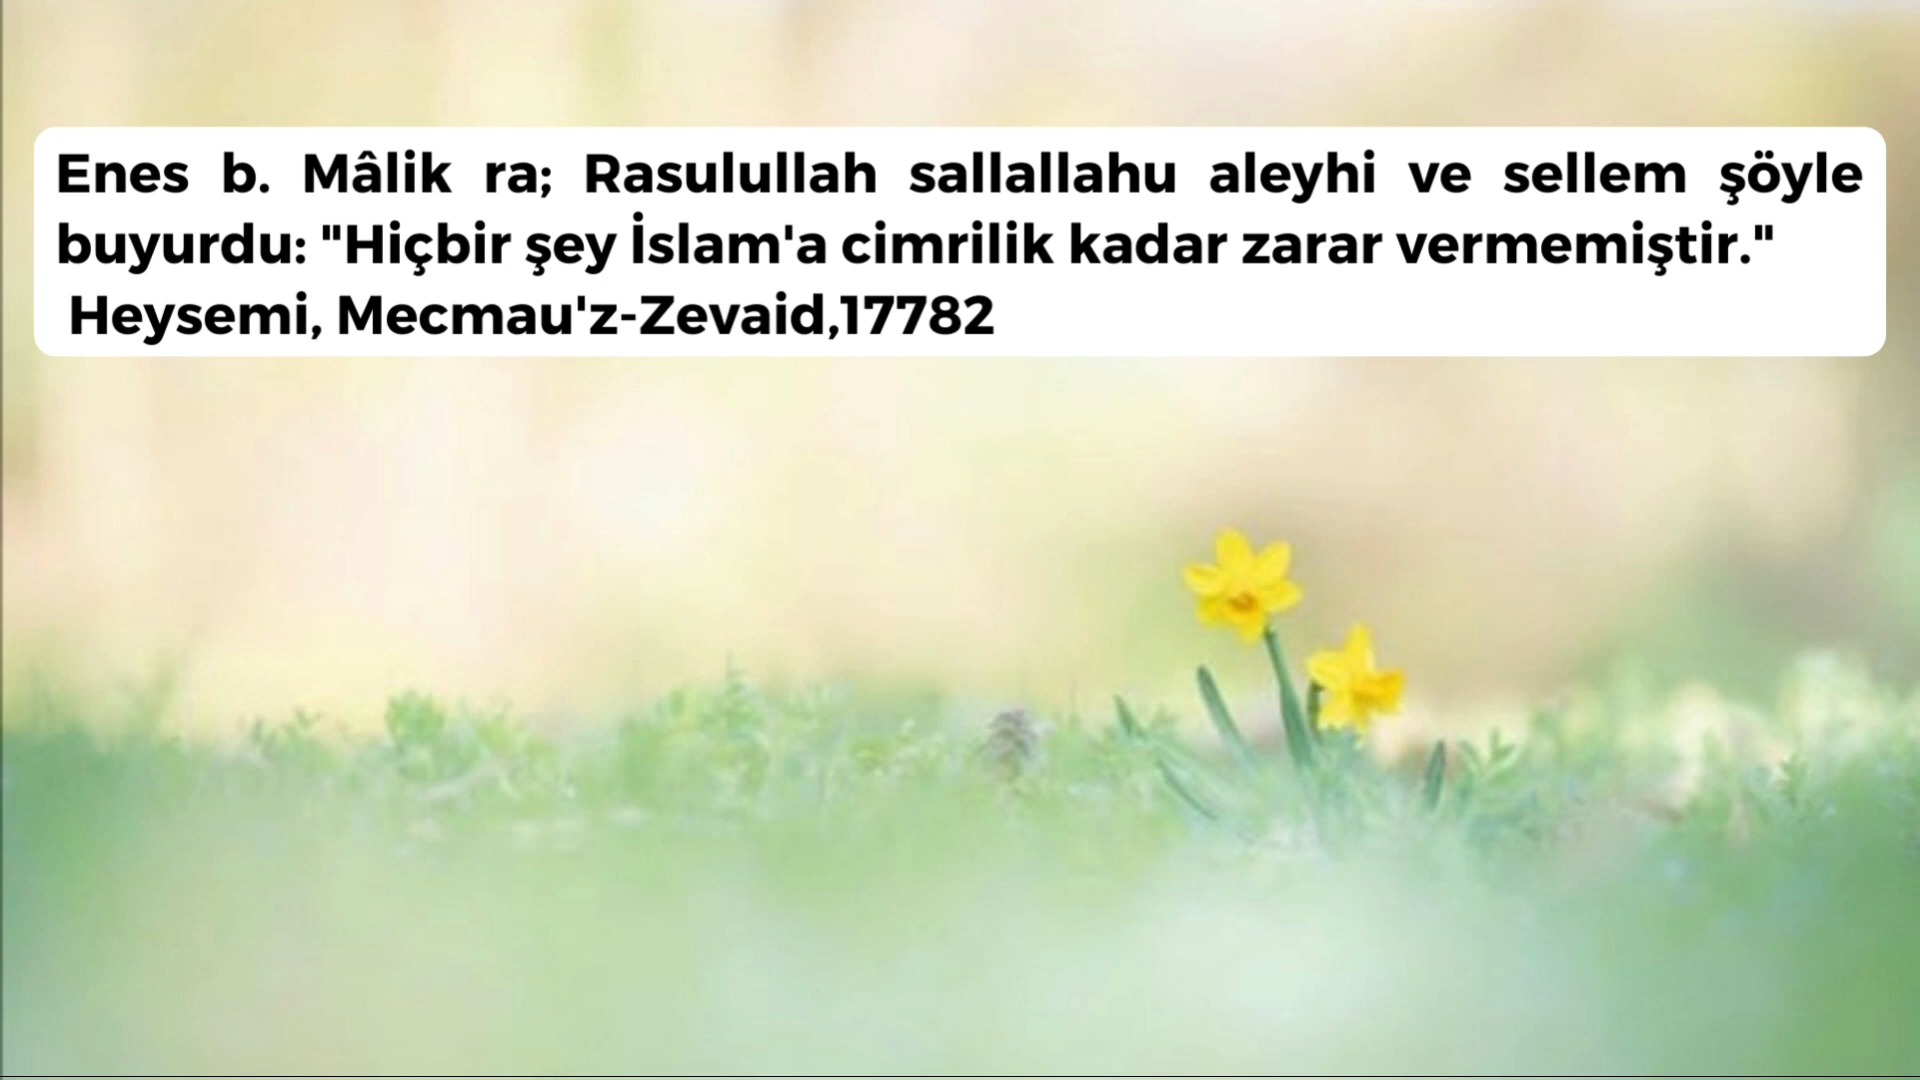 Enes b. Mâlik ra; Rasulullah sallallahu aleyhi ve sellem şöyle
buyurdu: "Hiçbir şey İslam'a cimrilik kadar zarar vermemiştir."
Heysemi, Mecmau'z-Zevaid,17782